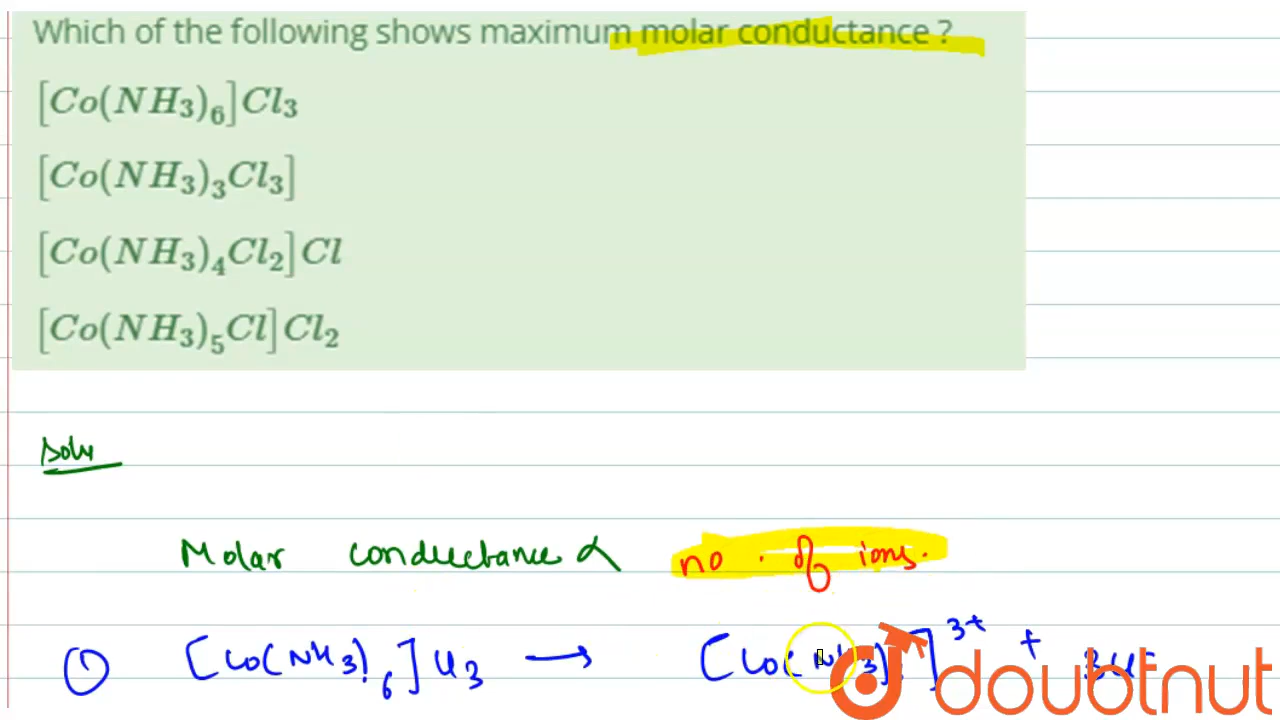 Which of the following shows maximum molar conductance ?
[Co(NH₃)₆]Cl₃
[Co(NH₃)₃Cl₃]
[Co(NH₃)₄Cl₂]Cl
[Co(NH₃)₅Cl]Cl₂
Soln
Molar conductance ∝ no. of ions.
① [Co(NH₃)₆]Cl₃ → [Co(NH₃)₆]³⁺ + 3Cl⁻
doubtnut